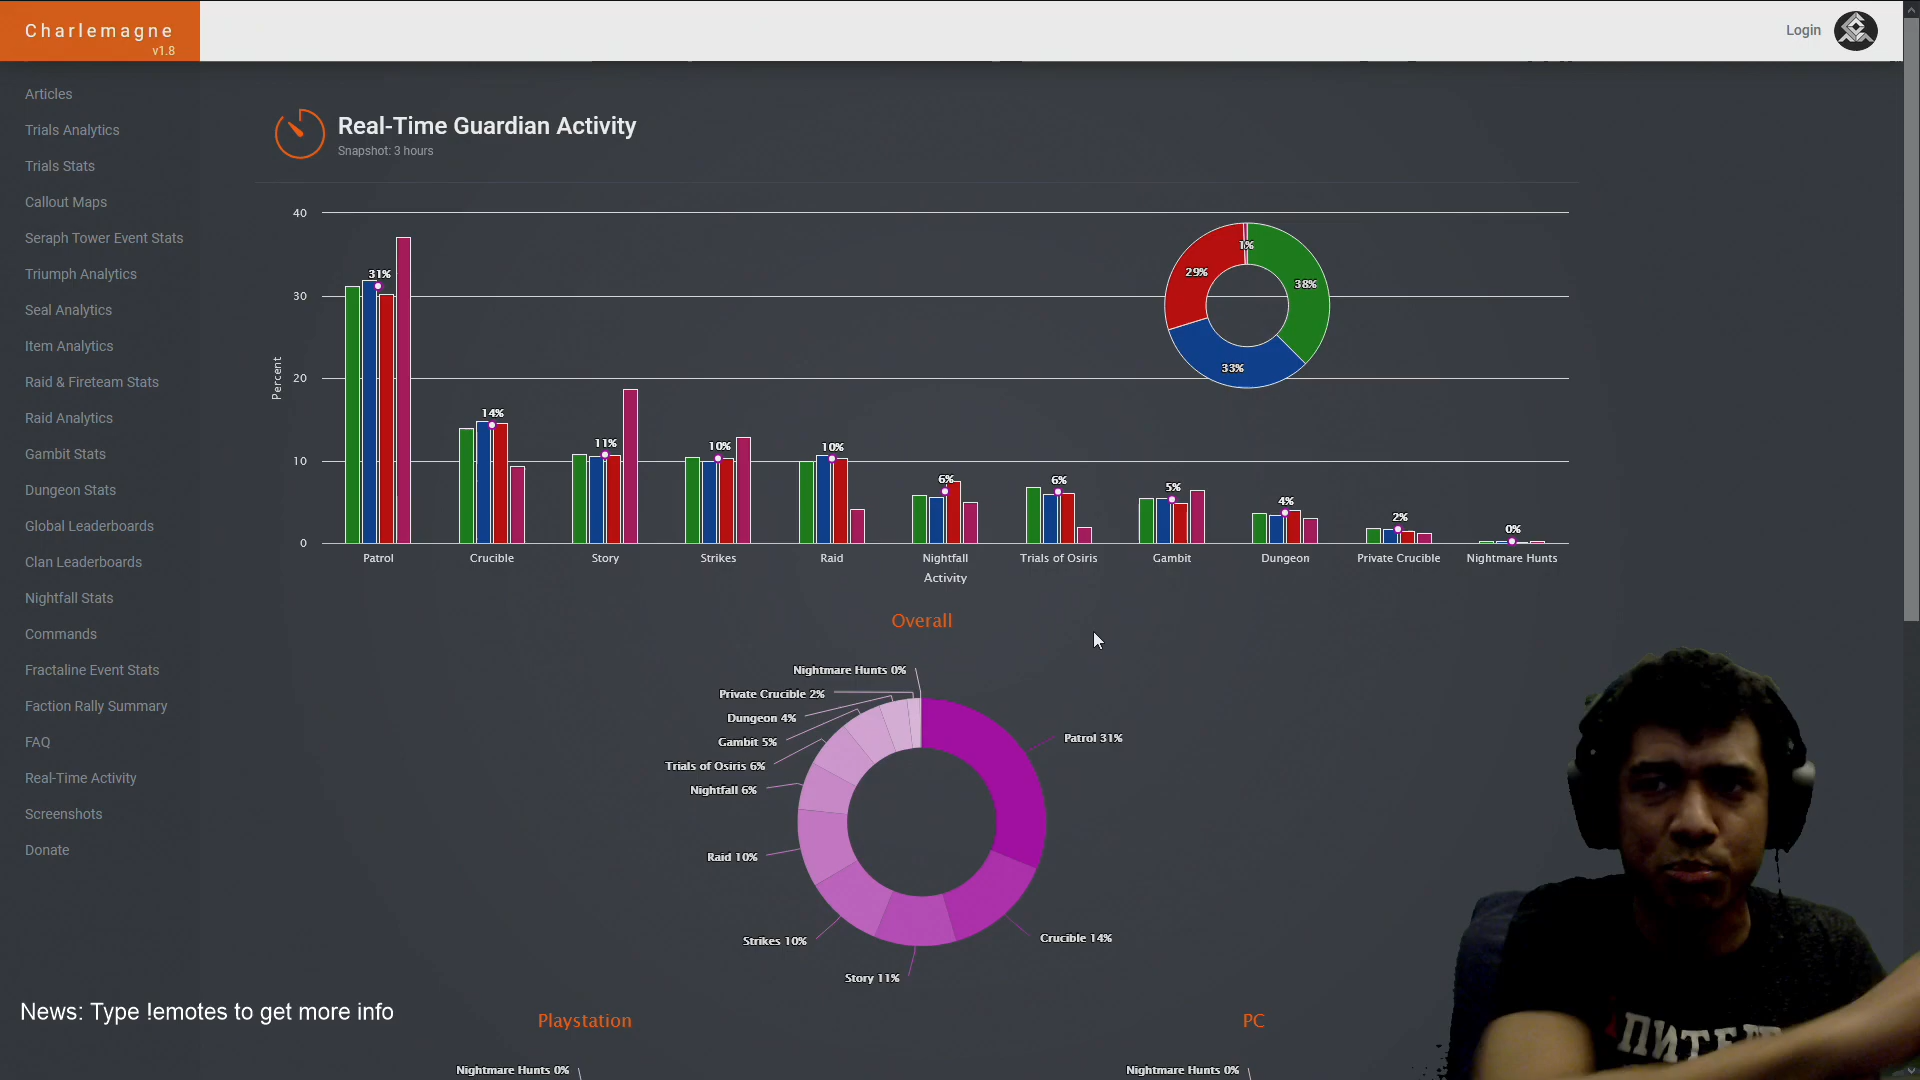 Charlemagne
v1.8
Login
Articles
Trials Analytics
Trials Stats
Callout Maps
Seraph Tower Event Stats
Triumph Analytics
Seal Analytics
Item Analytics
Raid & Fireteam Stats
Raid Analytics
Gambit Stats
Dungeon Stats
Global Leaderboards
Clan Leaderboards
Nightfall Stats
Commands
Fractaline Event Stats
Faction Rally Summary
FAQ
Real-Time Activity
Screenshots
Donate
Real-Time Guardian Activity
Snapshot: 3 hours
40
30
20
10
0
Percent
31%
14%
11%
10%
10%
6%
6%
5%
4%
2%
0%
1%
29%
38%
33%
Patrol
Crucible
Story
Strikes
Raid
Nightfall
Trials of Osiris
Gambit
Dungeon
Private Crucible
Nightmare Hunts
Activity
Overall
Nightmare Hunts 0%
Private Crucible 2%
Dungeon 4%
Gambit 5%
Trials of Osiris 6%
Nightfall 6%
Raid 10%
Strikes 10%
Story 11%
Crucible 14%
Patrol 31%
News: Type !emotes to get more info
Playstation
PC
Nightmare Hunts 0%
Nightmare Hunts 0%